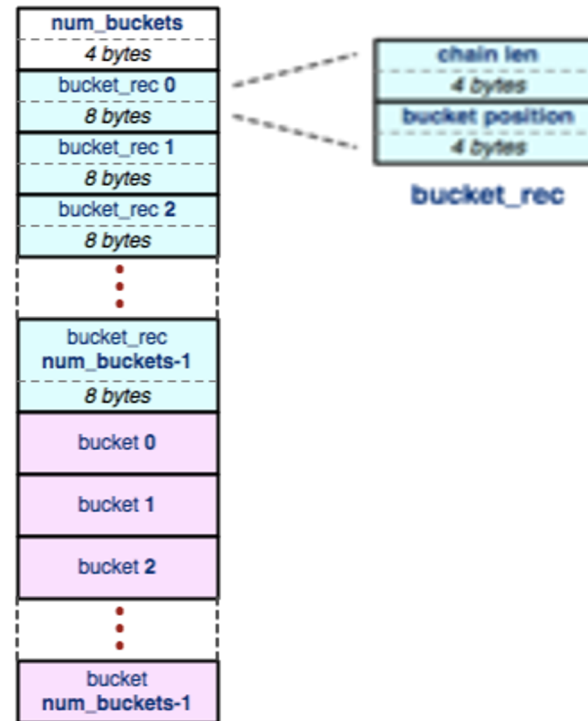 num_buckets
4 bytes
bucket_rec 0
8 bytes
bucket_rec 1
8 bytes
bucket_rec 2
8 bytes
bucket_rec
num_buckets-1
8 bytes
bucket 0
bucket 1
bucket 2
bucket
num_buckets-1
chain len
4 bytes
bucket position
4 bytes
bucket_rec